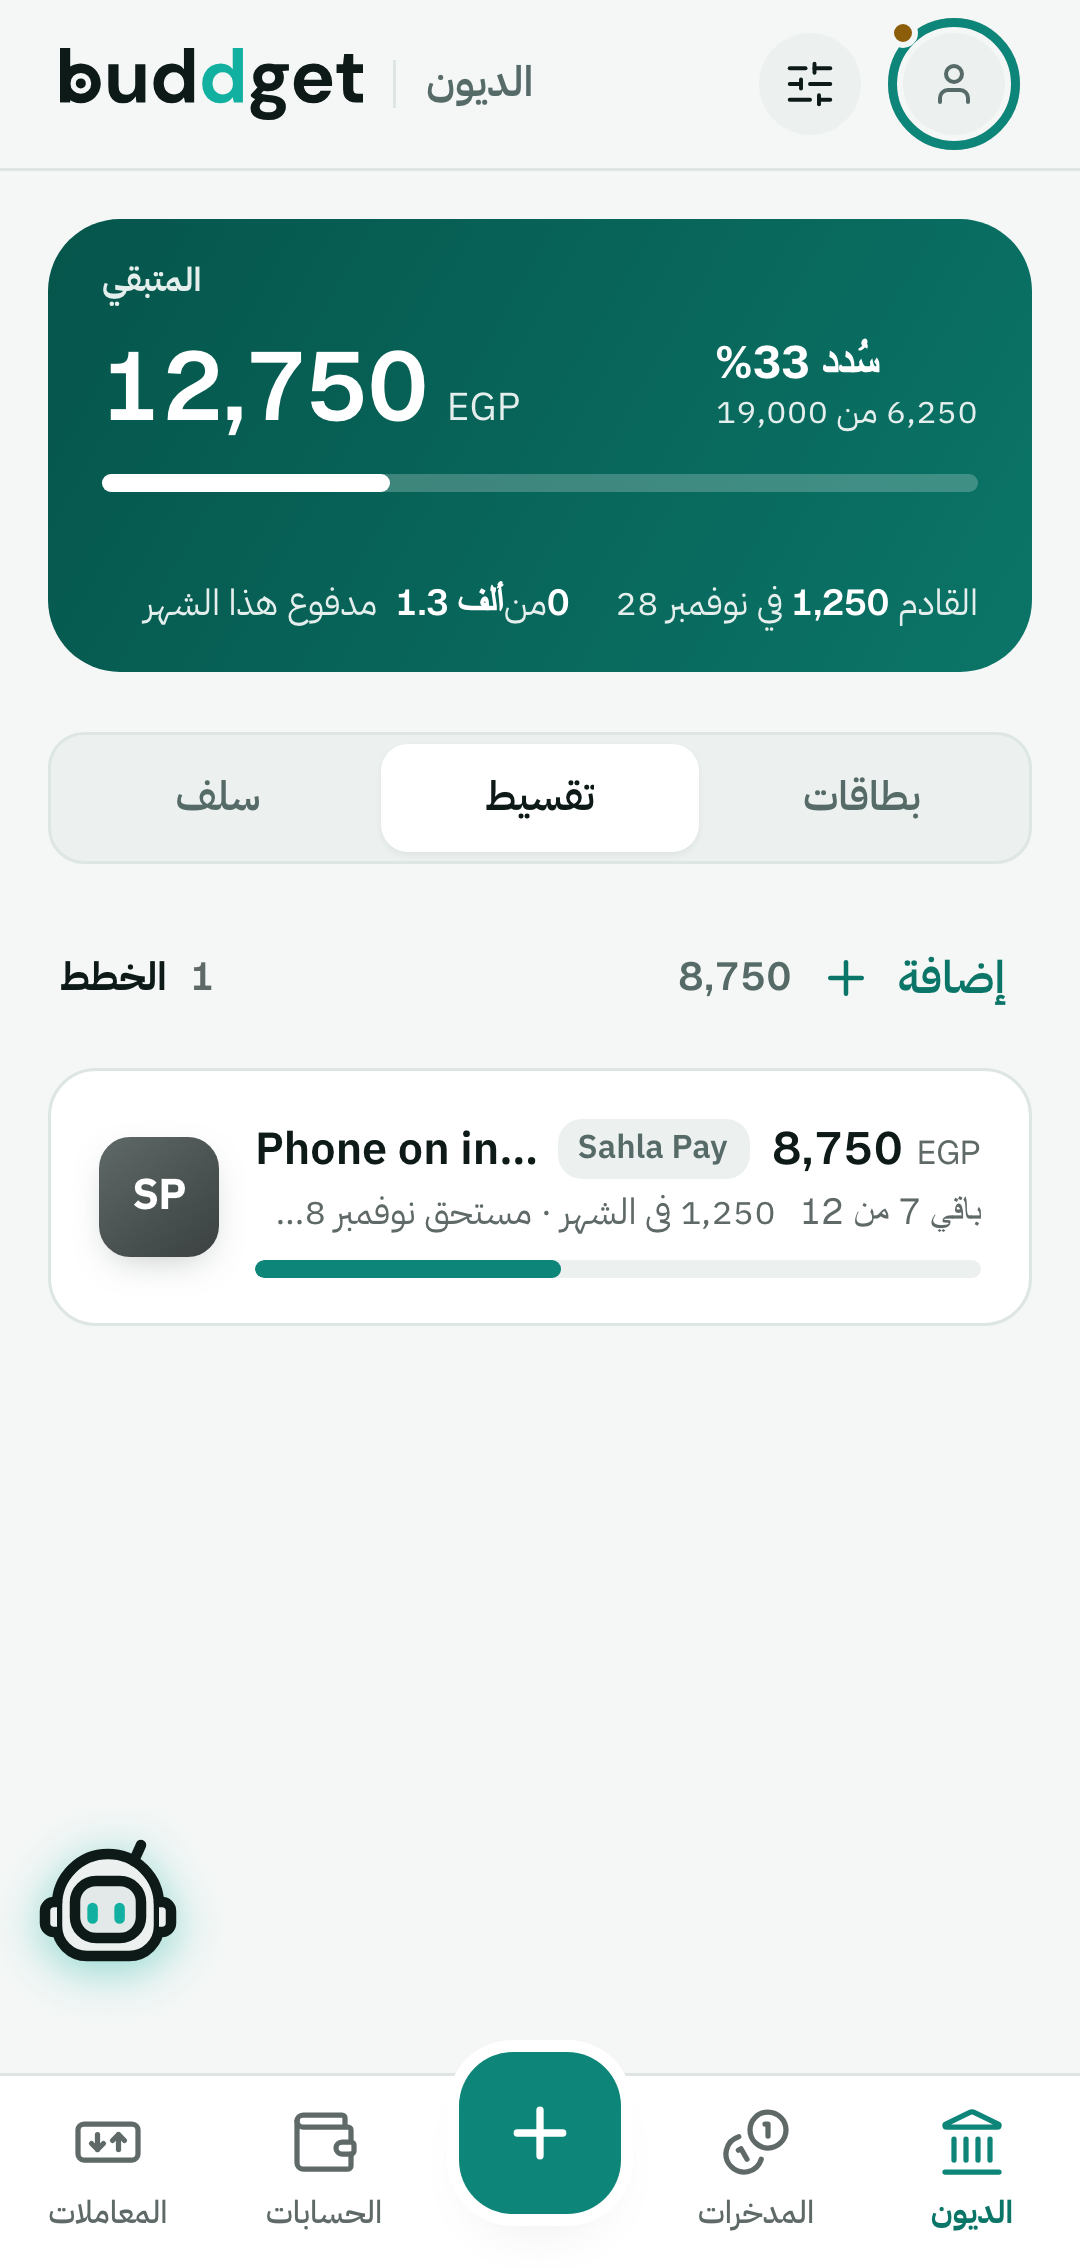 buddget | الديون
المتبقي
12,750 EGP
سُدد 33%
6,250 من 19,000
القادم 1,250 في نوفمبر 28
0من1.3 ألف مدفوع هذا الشهر
بطاقات
تقسيط
سلف
الخطط 1
8,750 + إضافة
SP
Phone on in... Sahla Pay 8,750 EGP
باقي 7 من 12
1,250 في الشهر · مستحق نوفمبر 8...
الديون
المدخرات
الحسابات
المعاملات